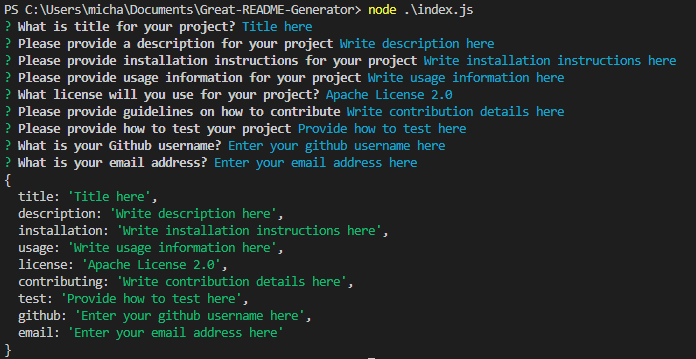 PS C:\Users\micha\Documents\Great-README-Generator> node .\index.js
? What is title for your project? Title here
? Please provide a description for your project Write description here
? Please provide installation instructions for your project Write installation instructions here
? Please provide usage information for your project Write usage information here
? What license will you use for your project? Apache License 2.0
? Please provide guidelines on how to contribute Write contribution details here
? Please provide how to test your project Provide how to test here
? What is your Github username? Enter your github username here
? What is your email address? Enter your email address here
{
  title: 'Title here',
  description: 'Write description here',
  installation: 'Write installation instructions here',
  usage: 'Write usage information here',
  license: 'Apache License 2.0',
  contributing: 'Write contribution details here',
  test: 'Provide how to test here',
  github: 'Enter your github username here',
  email: 'Enter your email address here'
}